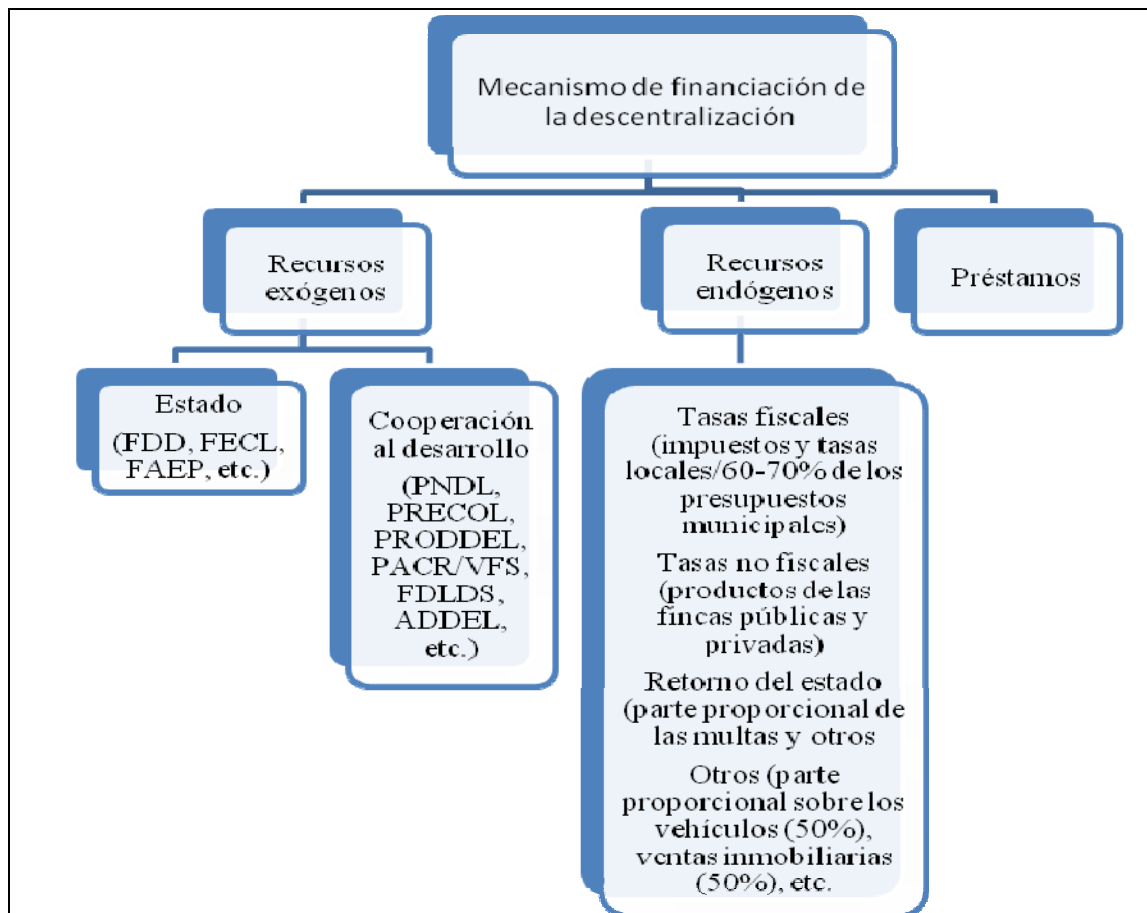 Mecanismo de financiación de
la descentralización
Recursos
exógenos
Recursos
endógenos
Préstamos
Estado
(FDD, FECL,
FAEP, etc.)
Cooperación
al desarrollo
(PNDL,
PRECOL,
PRODDEL,
PACR/VFS,
FDLDS,
ADDEL,
etc.)
Tasas fiscales
(impuestos y tasas
locales/60-70% de los
presupuestos
municipales)
Tasas no fiscales
(productos de las
fincas públicas y
privadas)
Retorno del estado
(parte proporcional de
las multas y otros
Otros (parte
proporcional sobre los
vehículos (50%),
ventas inmobiliarias
(50%), etc.